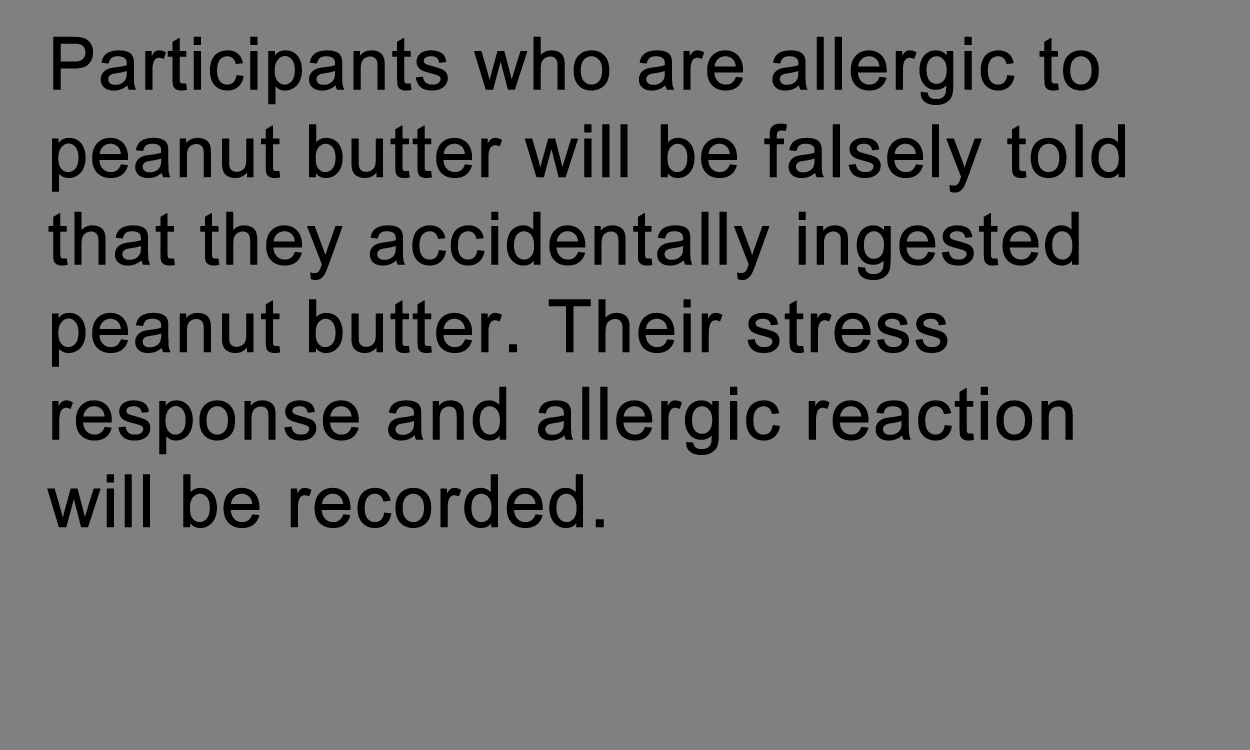 Participants who are allergic to
peanut butter will be falsely told
that they accidentally ingested
peanut butter. Their stress
response and allergic reaction
will be recorded.